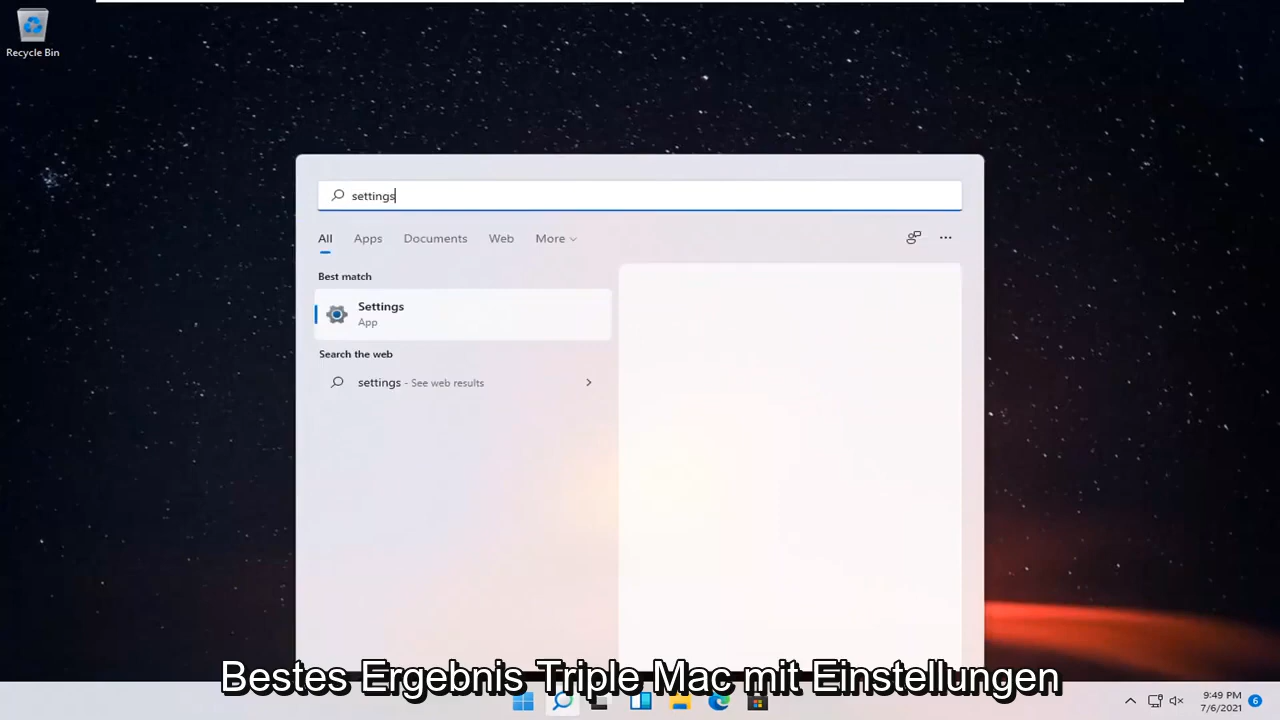 Recycle Bin
settings
All Apps Documents Web More
Best match
Settings
App
Search the web
settings - See web results
Bestes Ergebnis Triple Mac mit Einstellungen
9:49 PM
7/6/2021
6